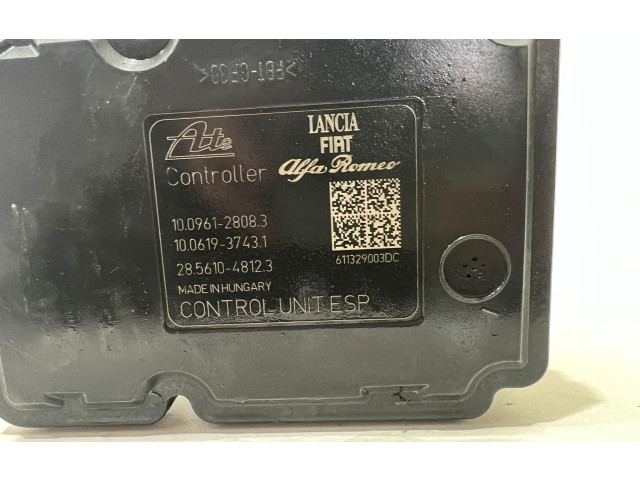 >PBT-GF30<
Ate
LANCIA
FIAT
Alfa Romeo
Controller
10.0961-2808.3
10.0619-3743.1
28.5610-4812.3
611329003DC
MADE IN HUNGARY
CONTROL UNIT ESP